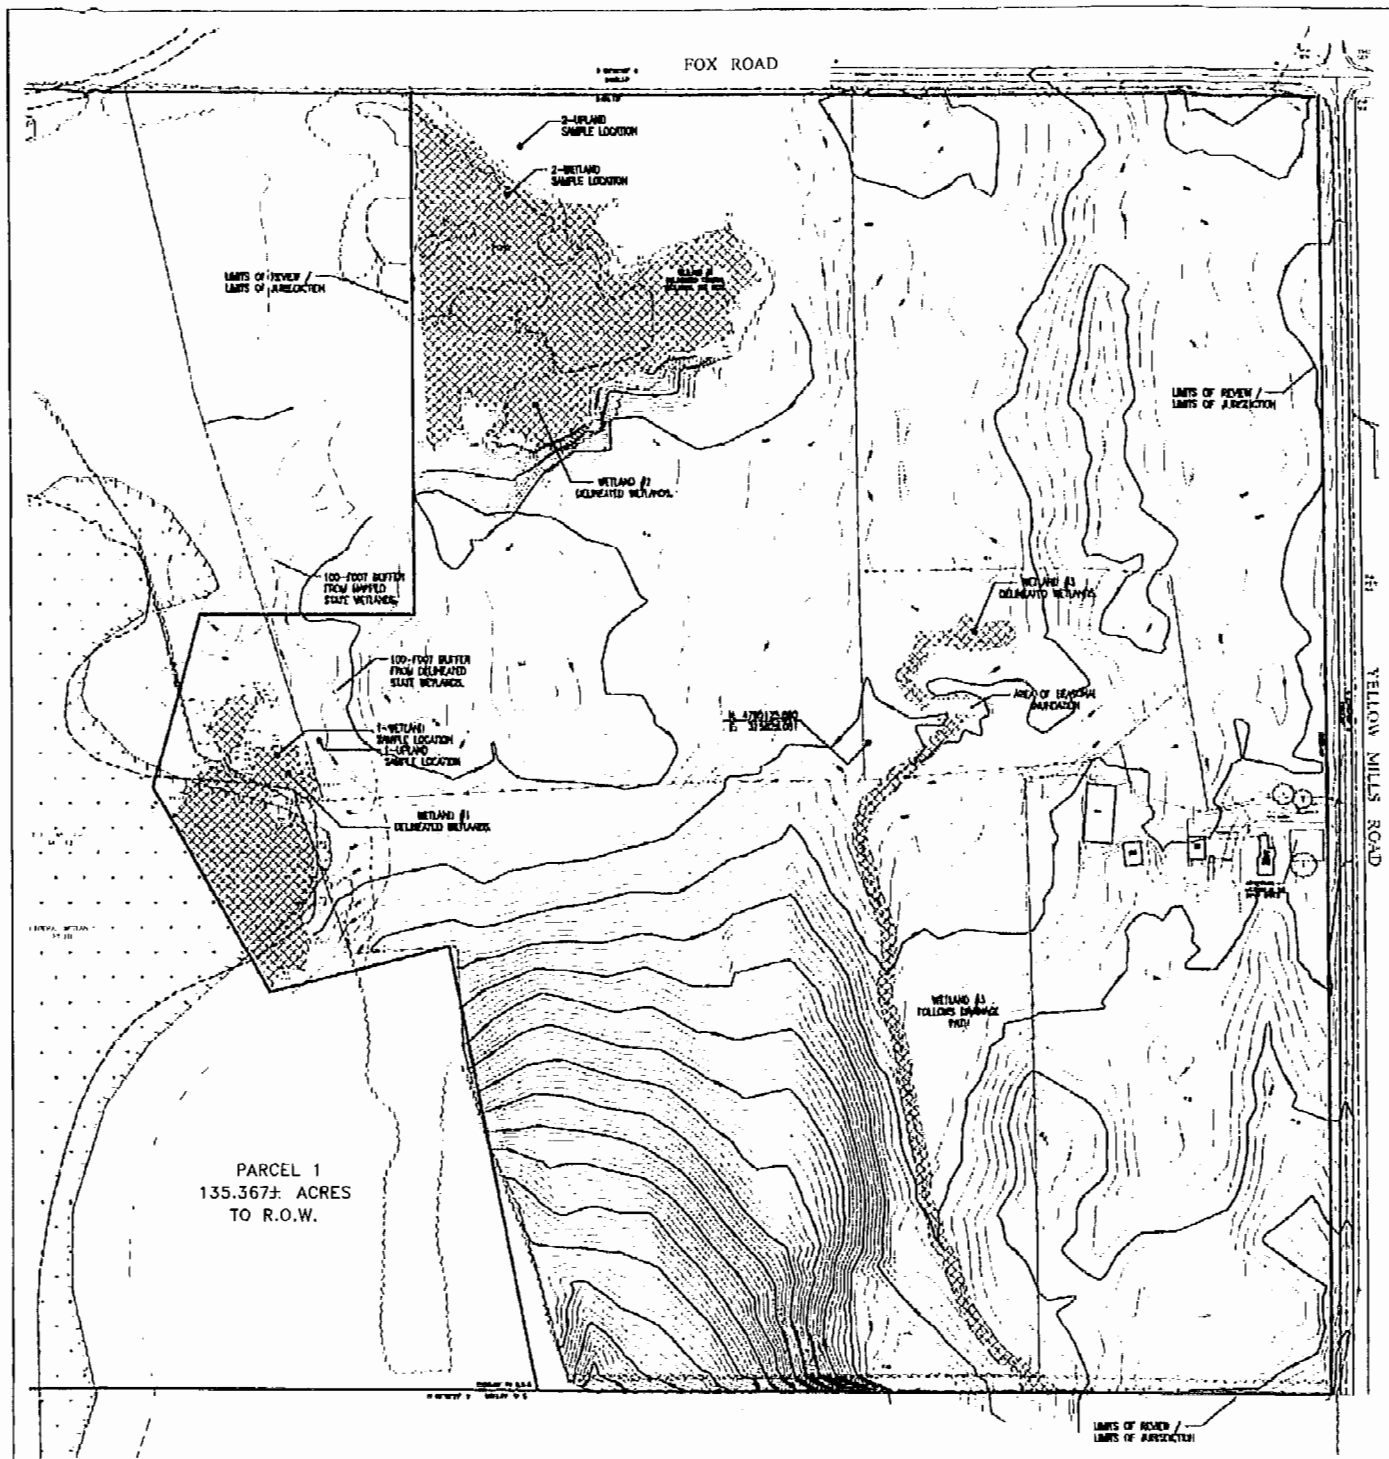 FOX ROAD
2-UPLAND
SAMPLE LOCATION
2-WETLAND
SAMPLE LOCATION
LIMITS OF REVIEW /
LIMITS OF JURISDICTION
LIMITS OF REVIEW /
LIMITS OF JURISDICTION
WETLAND #2
DELINEATED WETLANDS.
100-FOOT BUFFER
FROM MAPPED
STATE WETLANDS.
WETLAND #3
DELINEATED WETLANDS.
100-FOOT BUFFER
FROM DELINEATED
STATE WETLANDS.
AREA OF SEASONAL
INUNDATION
YELLOW MILLS ROAD
1-WETLAND
SAMPLE LOCATION
1-UPLAND
SAMPLE LOCATION
WETLAND #1
DELINEATED WETLANDS.
WETLAND #3
FOLLOWS DRAINAGE
PATH
PARCEL 1
135.367± ACRES
TO R.O.W.
LIMITS OF REVIEW /
LIMITS OF JURISDICTION